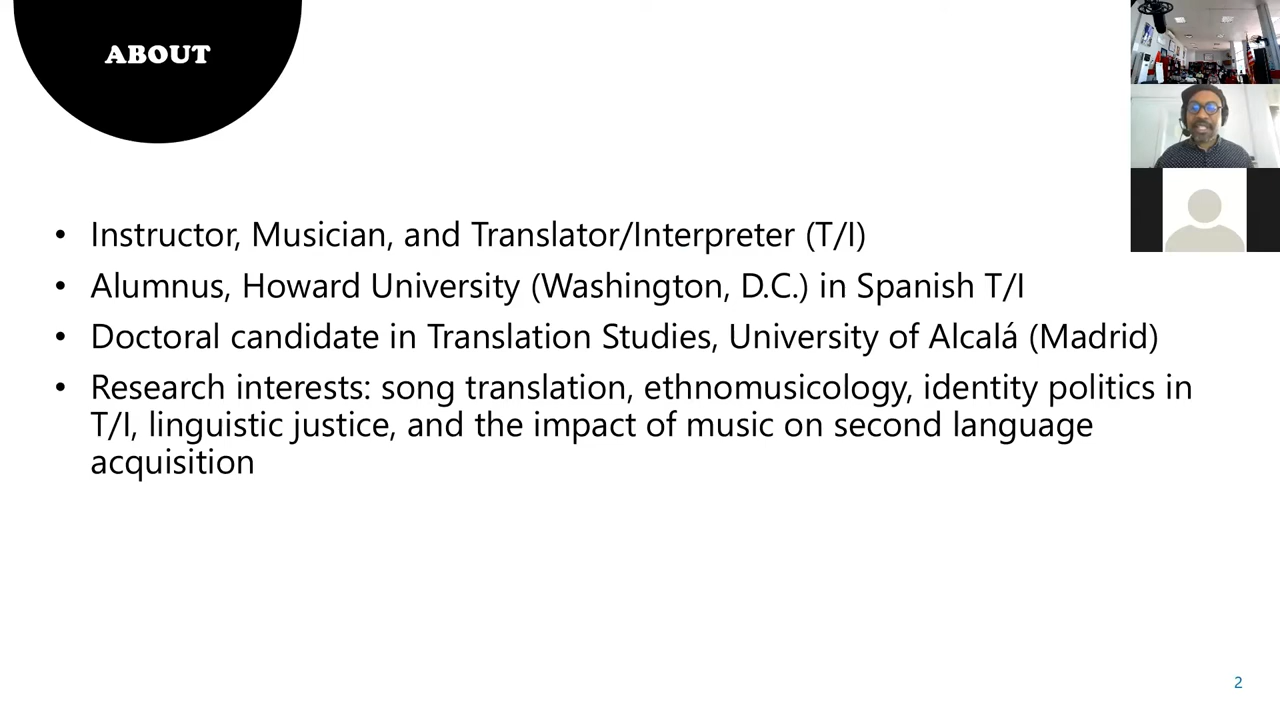 ABOUT
• Instructor, Musician, and Translator/Interpreter (T/I)
• Alumnus, Howard University (Washington, D.C.) in Spanish T/I
• Doctoral candidate in Translation Studies, University of Alcalá (Madrid)
• Research interests: song translation, ethnomusicology, identity politics in
T/I, linguistic justice, and the impact of music on second language
acquisition
2